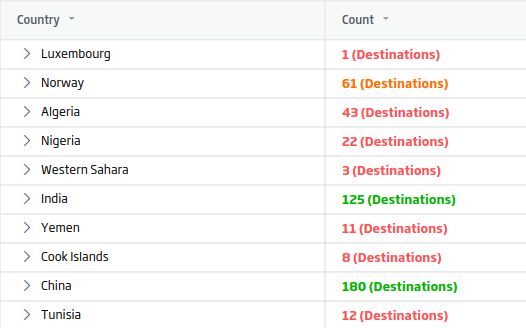 Country Count
Luxembourg 1 (Destinations)
Norway 61 (Destinations)
Algeria 43 (Destinations)
Nigeria 22 (Destinations)
Western Sahara 3 (Destinations)
India 125 (Destinations)
Yemen 11 (Destinations)
Cook Islands 8 (Destinations)
China 180 (Destinations)
Tunisia 12 (Destinations)